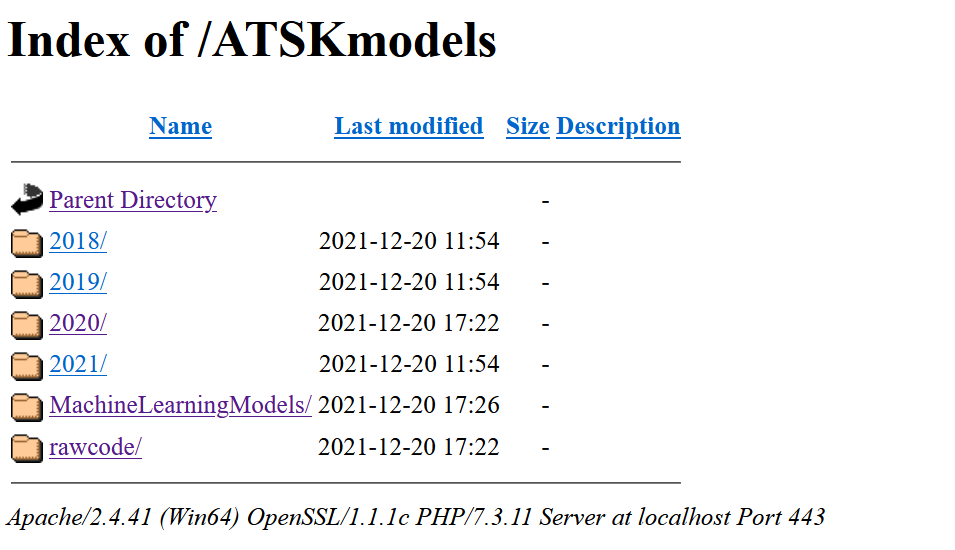 Index of /ATSKmodels
Name Last modified Size Description
Parent Directory -
2018/ 2021-12-20 11:54 -
2019/ 2021-12-20 11:54 -
2020/ 2021-12-20 17:22 -
2021/ 2021-12-20 11:54 -
MachineLearningModels/ 2021-12-20 17:26 -
rawcode/ 2021-12-20 17:22 -
Apache/2.4.41 (Win64) OpenSSL/1.1.1c PHP/7.3.11 Server at localhost Port 443